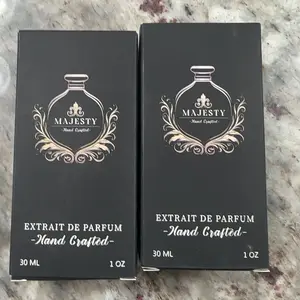 MAJESTY
-Hand Crafted-
EXTRAIT DE PARFUM
-Hand Crafted-
30 ML 1 OZ
MAJESTY
-Hand Crafted-
EXTRAIT DE PARFUM
-Hand Crafted-
30 ML 1 OZ